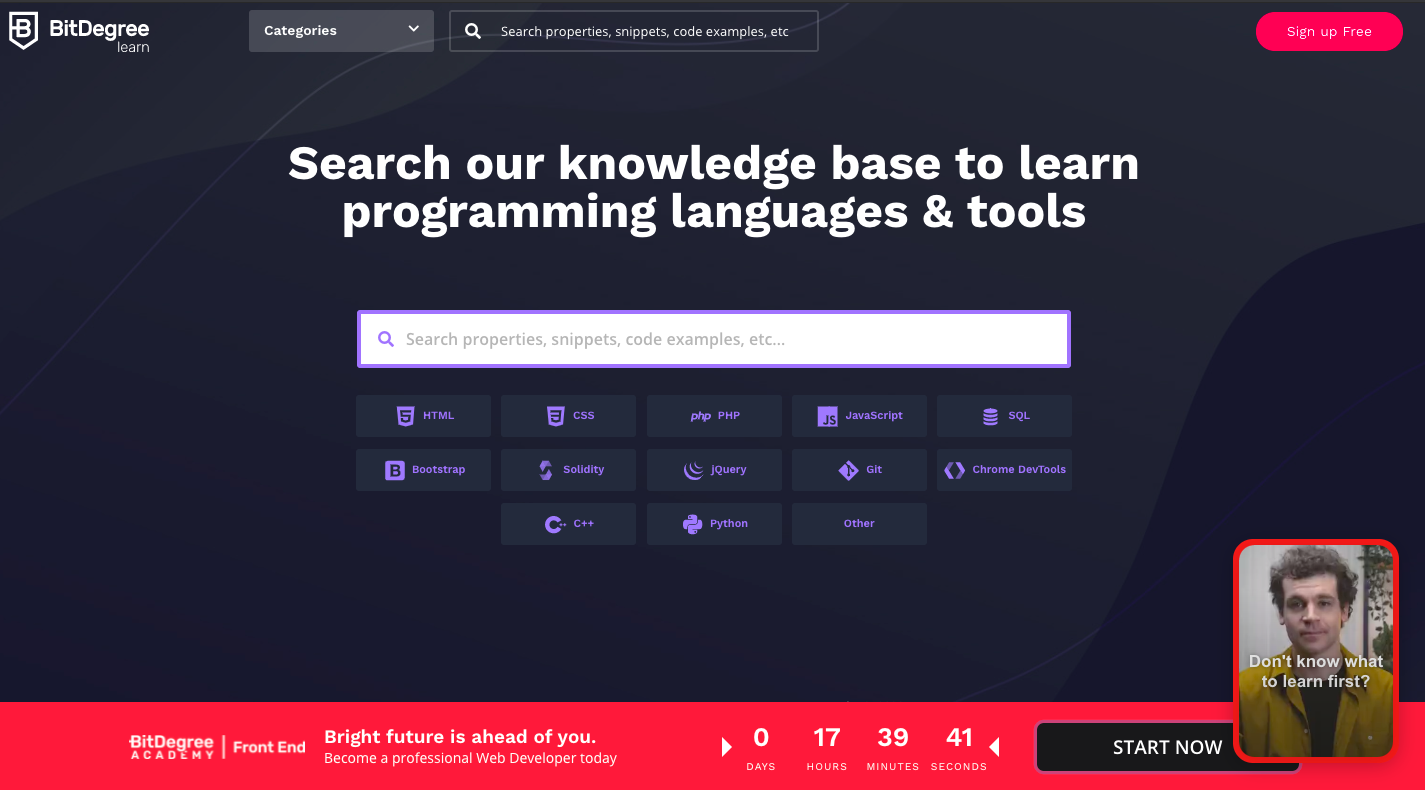 BitDegree
learn
Categories
Search properties, snippets, code examples, etc
Sign up Free
Search our knowledge base to learn
programming languages & tools
Search properties, snippets, code examples, etc...
HTML
CSS
php PHP
JS JavaScript
SQL
B Bootstrap
Solidity
jQuery
Git
Chrome DevTools
C++
Python
Other
Don't know what
to learn first?
BitDegree
ACADEMY
Front End
Bright future is ahead of you.
Become a professional Web Developer today
0
DAYS
17
HOURS
39
MINUTES
41
SECONDS
START NOW